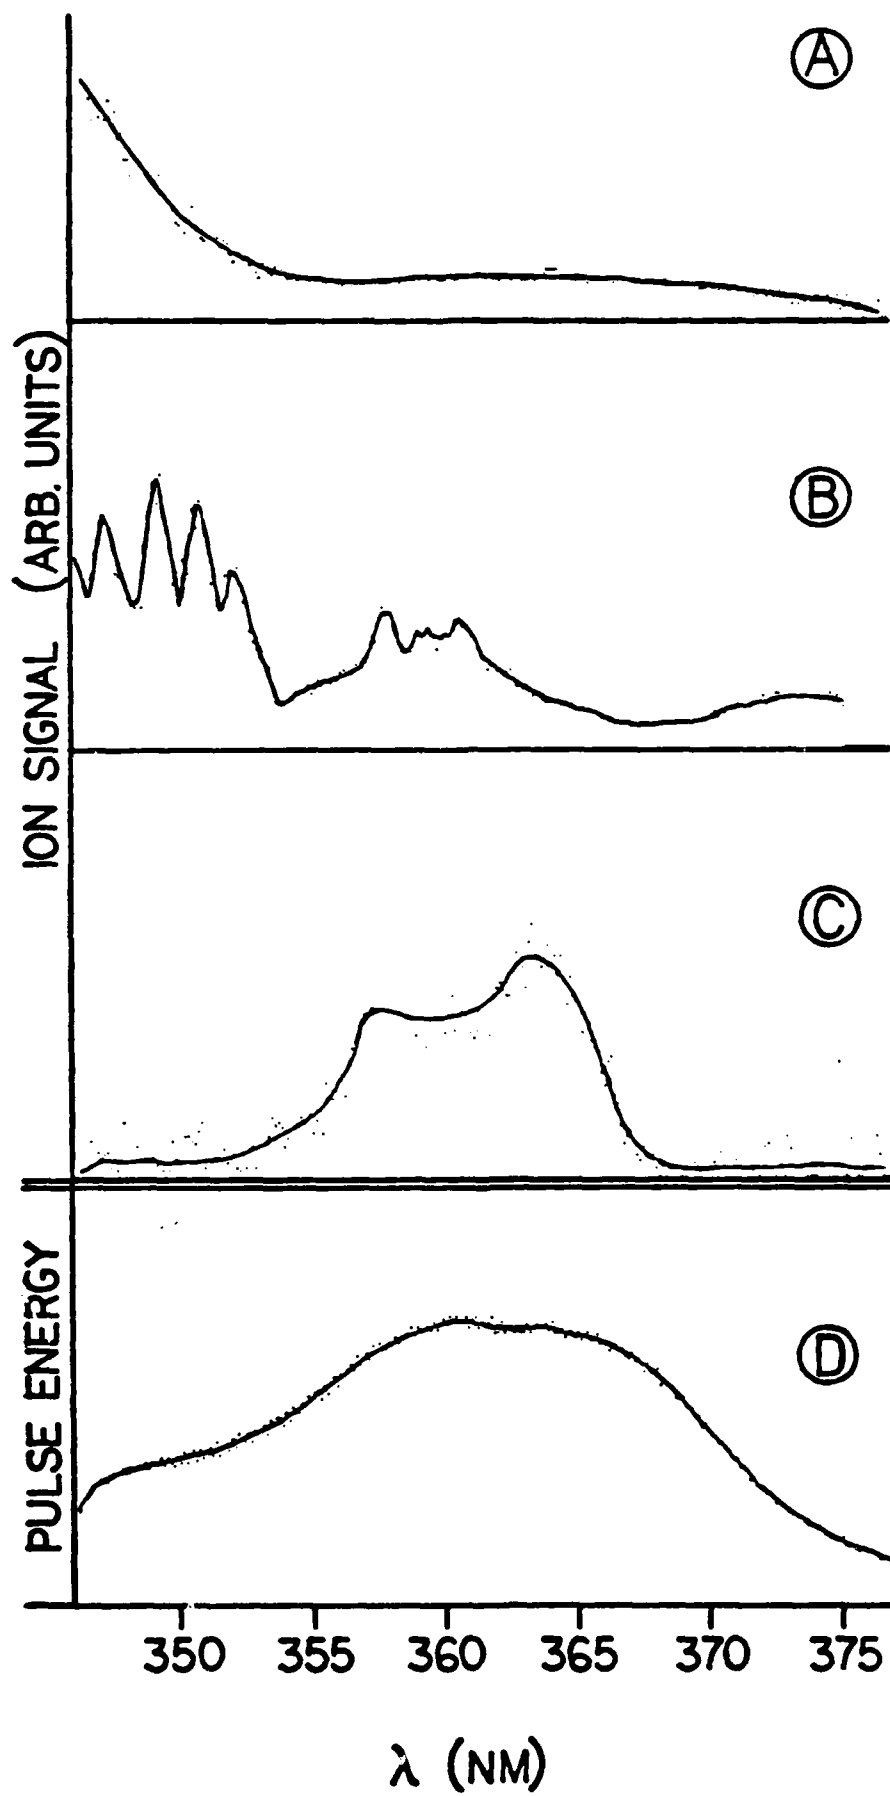 A
B
C
D
ION SIGNAL (ARB. UNITS)
PULSE ENERGY
350 355 360 365 370 375
λ (NM)